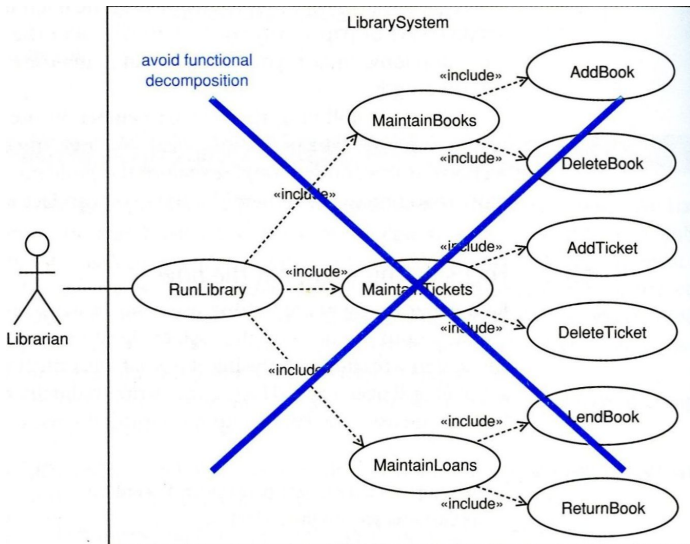 LibrarySystem
avoid functional
decomposition
AddBook
«include»
MaintainBooks
«include»
DeleteBook
«include»
«include»
AddTicket
RunLibrary
«include»
MaintainTickets
«include»
DeleteTicket
Librarian
«include»
«include»
LendBook
MaintainLoans
«include»
ReturnBook